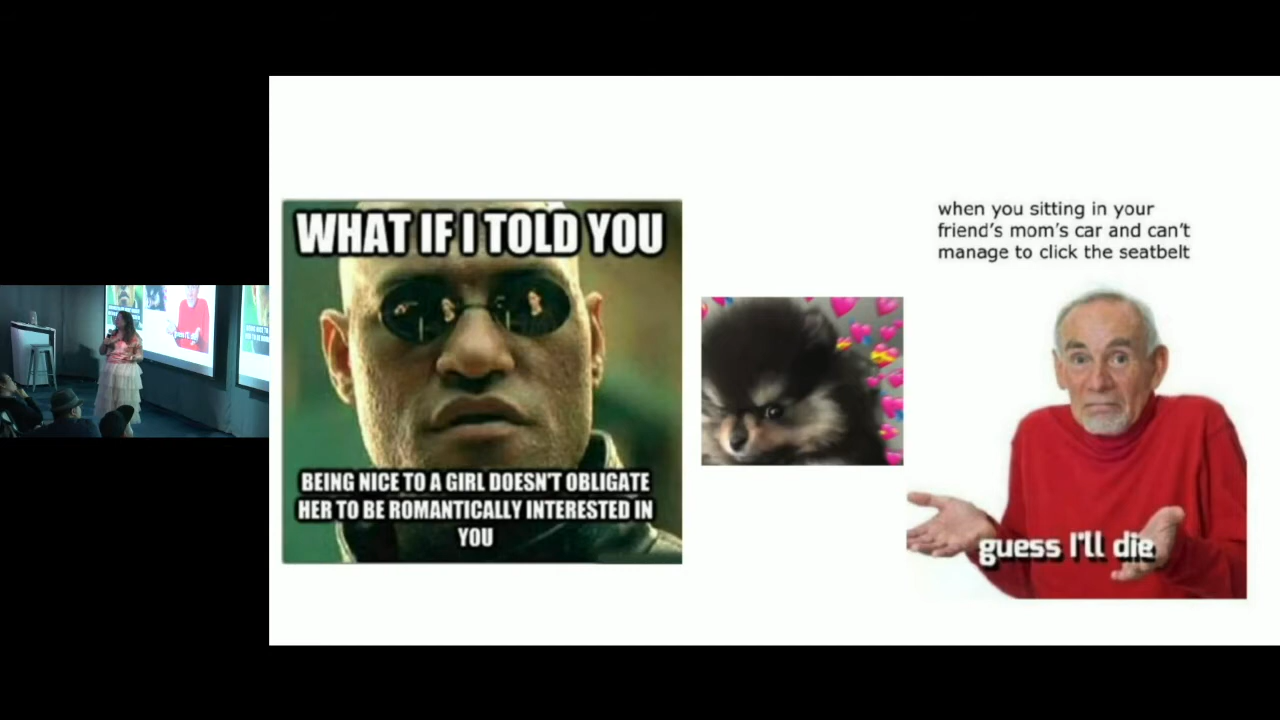 WHAT IF I TOLD YOU
BEING NICE TO A GIRL DOESN'T OBLIGATE
HER TO BE ROMANTICALLY INTERESTED IN
YOU
when you sitting in your
friend's mom's car and can't
manage to click the seatbelt
guess I'll die